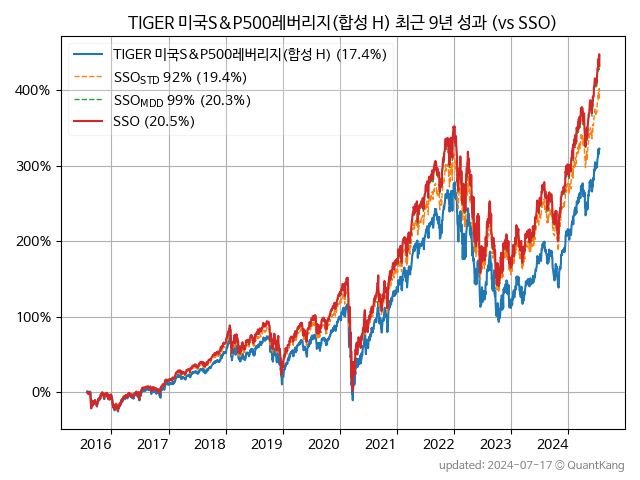 TIGER 미국S&P500레버리지(합성 H) 최근 9년 성과 (vs SSO)
TIGER 미국S&P500레버리지(합성 H) (17.4%)
SSO_STD 92% (19.4%)
SSO_MDD 99% (20.3%)
SSO (20.5%)
400%
300%
200%
100%
0%
2016 2017 2018 2019 2020 2021 2022 2023 2024
updated: 2024-07-17 © QuantKang